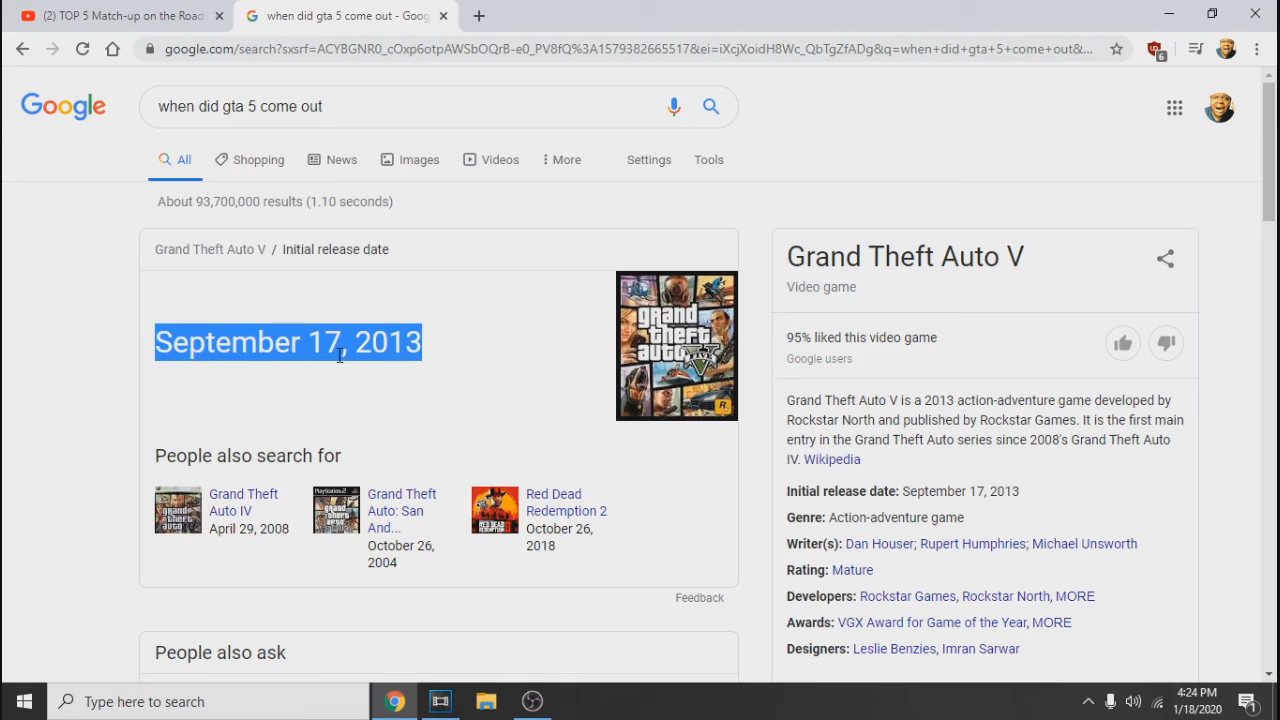 (2) TOP 5 Match-up on the Road
when did gta 5 come out - Goog
google.com/search?sxsrf=ACYBGNR0_cOxp6otpAWSbOQrB-e0_PV8fQ%3A1579382665517&ei=iXcjXoidH8Wc_QbTgZfADg&q=when+did+gta+5+come+out&...
6
Google
when did gta 5 come out
All
Shopping
News
Images
Videos
More
Settings
Tools
About 93,700,000 results (1.10 seconds)
Grand Theft Auto V / Initial release date
September 17, 2013
grand
theft
auto
V
FIVE
R
People also search for
Grand Theft
Auto IV
April 29, 2008
PlayStation 2
Grand Theft
Auto: San
And...
October 26,
2004
Red Dead
Redemption 2
October 26,
2018
Feedback
People also ask
Grand Theft Auto V
Video game
95% liked this video game
Google users
Grand Theft Auto V is a 2013 action-adventure game developed by
Rockstar North and published by Rockstar Games. It is the first main
entry in the Grand Theft Auto series since 2008's Grand Theft Auto
IV. Wikipedia
Initial release date: September 17, 2013
Genre: Action-adventure game
Writer(s): Dan Houser; Rupert Humphries; Michael Unsworth
Rating: Mature
Developers: Rockstar Games, Rockstar North, MORE
Awards: VGX Award for Game of the Year, MORE
Designers: Leslie Benzies, Imran Sarwar
Type here to search
4:24 PM
1/18/2020
1